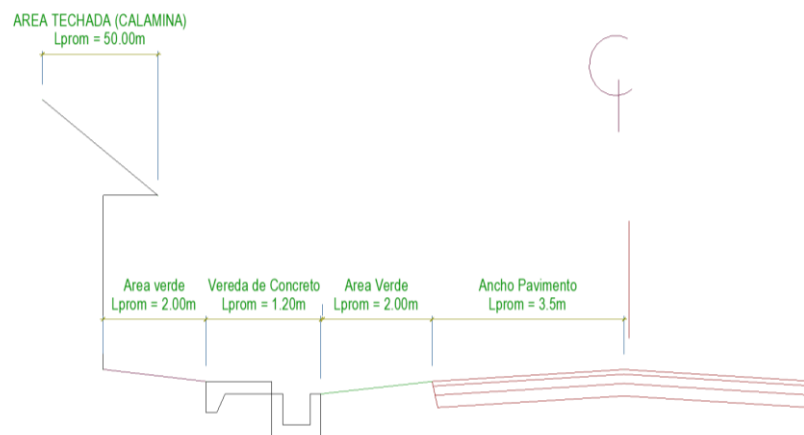 AREA TECHADA (CALAMINA)
Lprom = 50.00m
Area verde
Lprom = 2.00m
Vereda de Concreto
Lprom = 1.20m
Area Verde
Lprom = 2.00m
Ancho Pavimento
Lprom = 3.5m